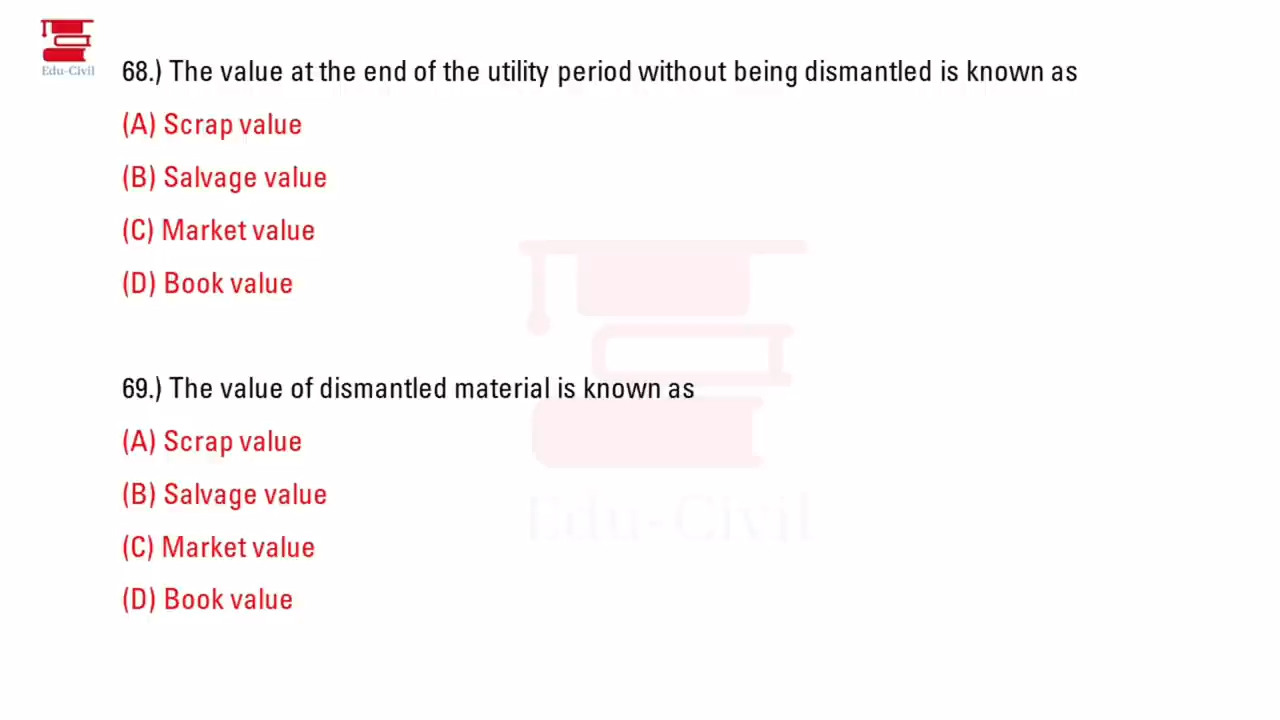 Edu-Civil
68.) The value at the end of the utility period without being dismantled is known as
(A) Scrap value
(B) Salvage value
(C) Market value
(D) Book value
69.) The value of dismantled material is known as
(A) Scrap value
(B) Salvage value
(C) Market value
(D) Book value
Edu-Civil